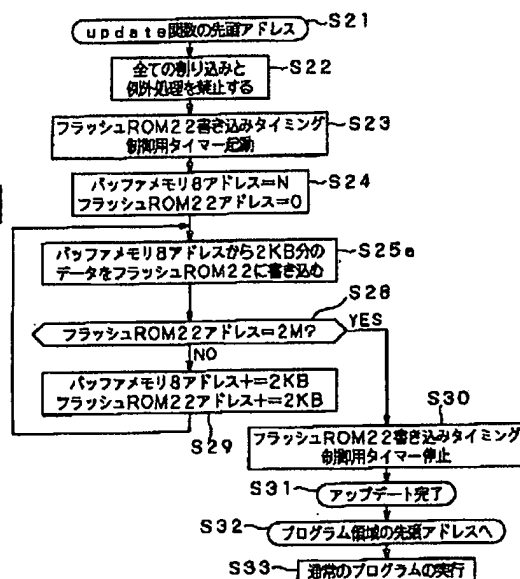 update関数の先頭アドレス S21
全ての割り込みと S22
例外処理を禁止する
フラッシュROM22書き込みタイミング S23
制御用タイマー起動
バッファメモリ8アドレス=N S24
フラッシュROM22アドレス=0
バッファメモリ8アドレスから2KB分の S25a
データをフラッシュROM22に書き込む
S28
フラッシュROM22アドレス=2M?
YES
NO
バッファメモリ8アドレス+=2KB
フラッシュROM22アドレス+=2KB
S29
S30
フラッシュROM22書き込みタイミング
制御用タイマー停止
S31 アップデート完了
S32 プログラム領域の先頭アドレスへ
S33 通常のプログラムの実行